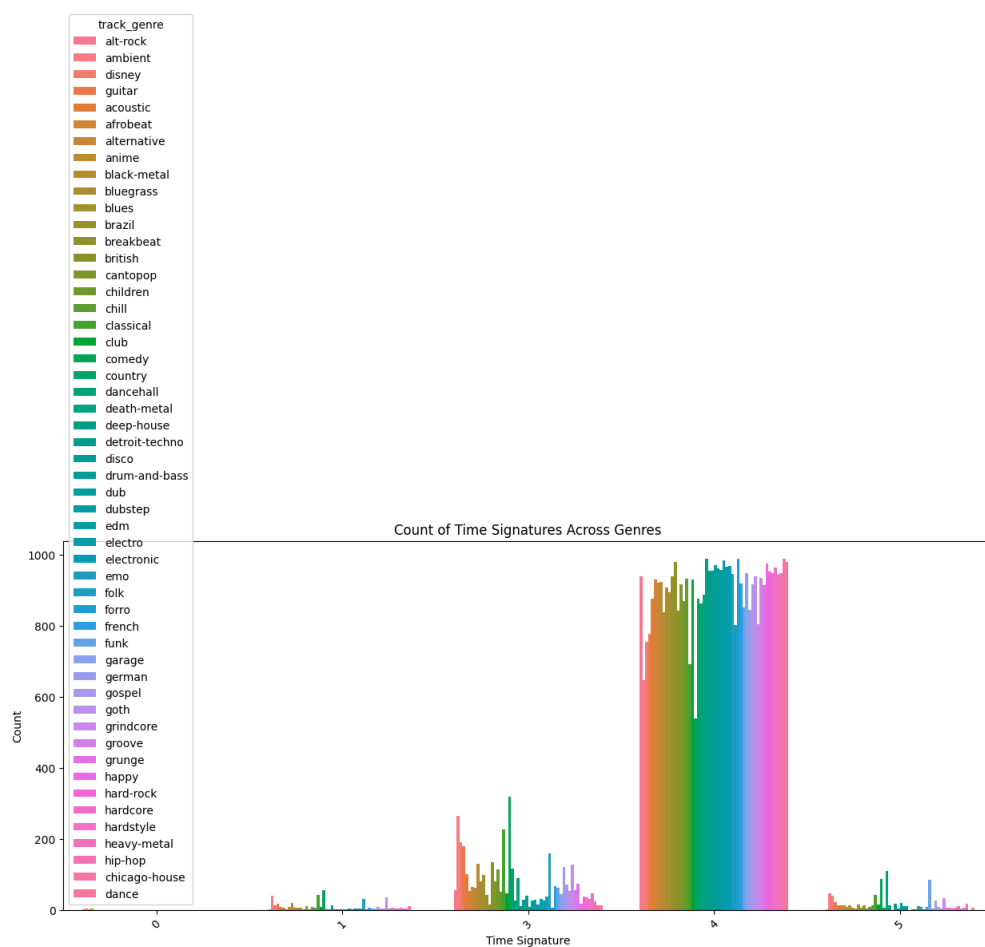 track_genre
alt-rock
ambient
disney
guitar
acoustic
afrobeat
alternative
anime
black-metal
bluegrass
blues
brazil
breakbeat
british
cantopop
children
chill
classical
club
comedy
country
dancehall
death-metal
deep-house
detroit-techno
disco
drum-and-bass
dub
dubstep
edm
electro
electronic
emo
folk
forro
french
funk
garage
german
gospel
goth
grindcore
groove
grunge
happy
hard-rock
hardcore
hardstyle
heavy-metal
hip-hop
chicago-house
dance
Count of Time Signatures Across Genres
1000
800
600
400
200
0
Count
0
1
3
4
5
Time Signature